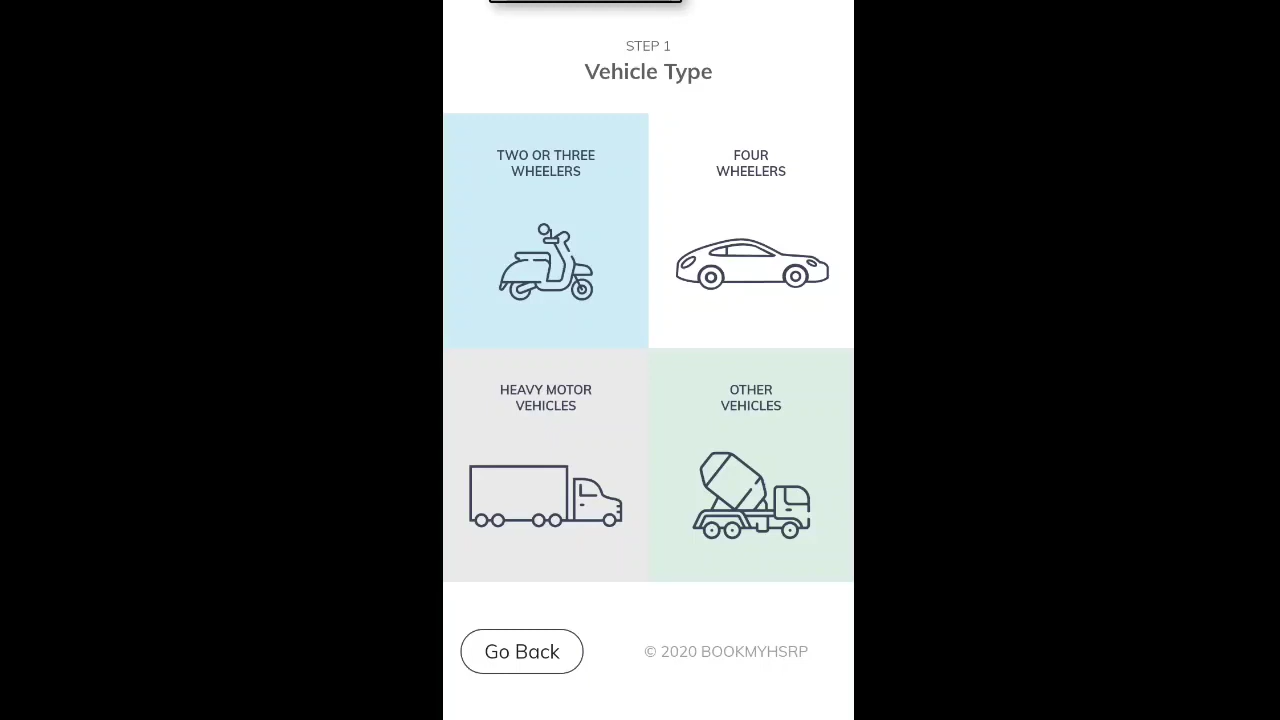 STEP 1
Vehicle Type
TWO OR THREE
WHEELERS
FOUR
WHEELERS
HEAVY MOTOR
VEHICLES
OTHER
VEHICLES
Go Back
© 2020 BOOKMYHSRP